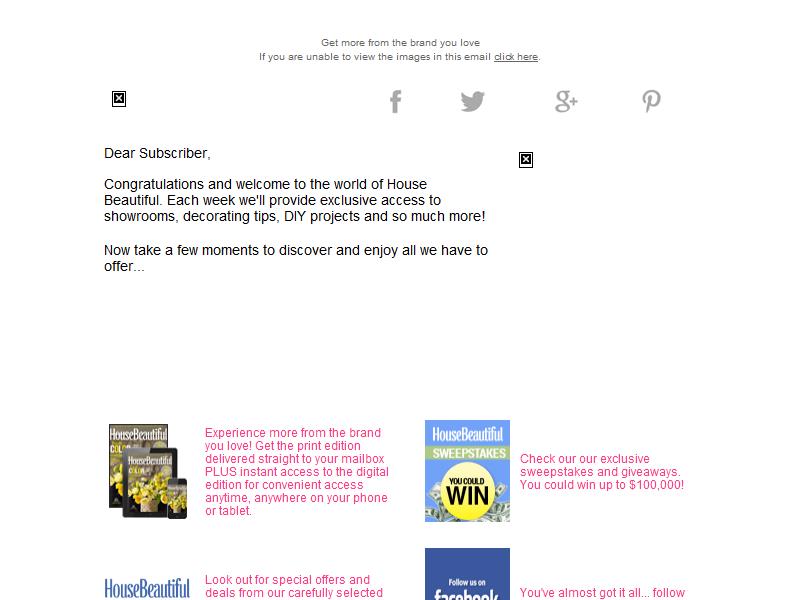 Get more from the brand you love
If you are unable to view the images in this email click here.
Dear Subscriber,
Congratulations and welcome to the world of House
Beautiful. Each week we'll provide exclusive access to
showrooms, decorating tips, DIY projects and so much more!
Now take a few moments to discover and enjoy all we have to
offer...
HouseBeautiful
COLOR
HouseBeautiful
COLOR
Experience more from the brand
you love! Get the print edition
delivered straight to your mailbox
PLUS instant access to the digital
edition for convenient access
anytime, anywhere on your phone
or tablet.
HouseBeautiful
SWEEPSTAKES
YOU COULD
WIN
Check our our exclusive
sweepstakes and giveaways.
You could win up to $100,000!
HouseBeautiful
Look out for special offers and
deals from our carefully selected
Follow us on
facebook
You've almost got it all... follow